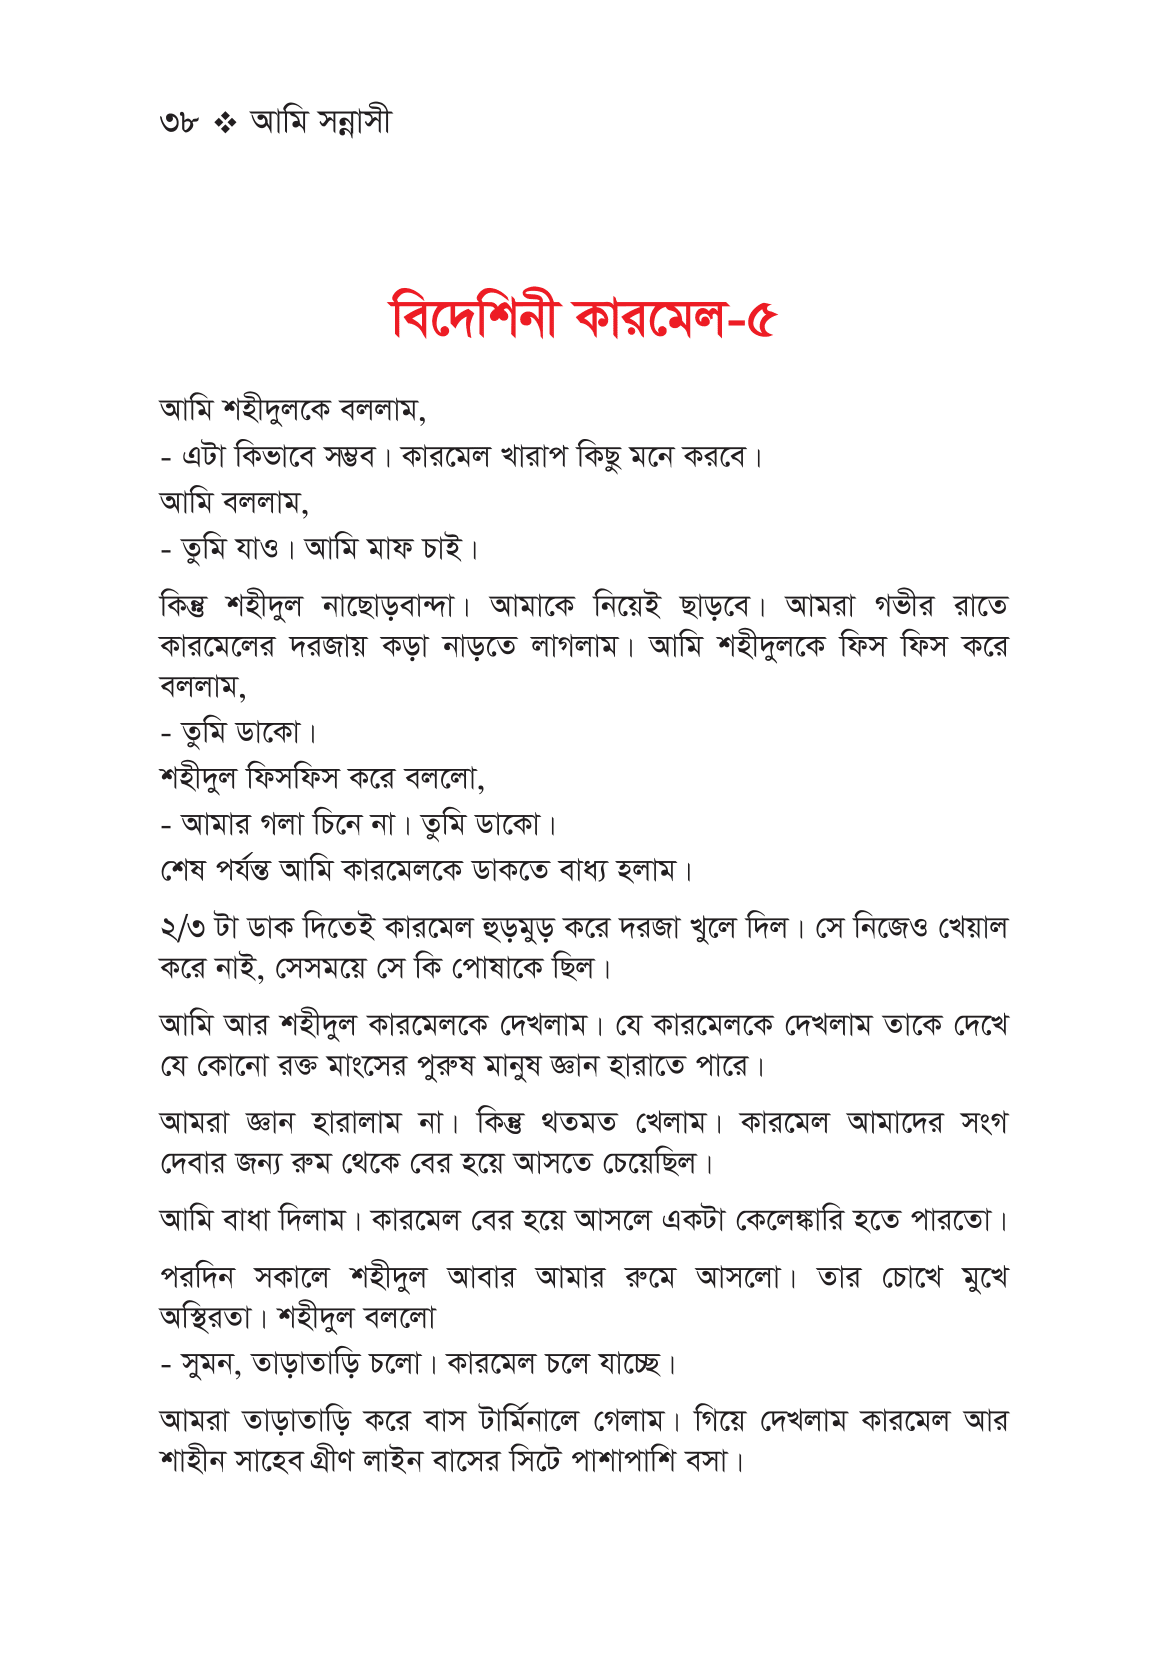 ৩৮ ❖ আমি সন্নাসী
বিদেশিনী কারমেল-৫
আমি শহীদুলকে বললাম,
- এটা কিভাবে সম্ভব। কারমেল খারাপ কিছু মনে করবে।
আমি বললাম,
- তুমি যাও। আমি মাফ চাই।
কিন্তু শহীদুল নাছোড়বান্দা। আমাকে নিয়েই ছাড়বে। আমরা গভীর রাতে
কারমেলের দরজায় কড়া নাড়তে লাগলাম। আমি শহীদুলকে ফিস ফিস করে
বললাম,
- তুমি ডাকো।
শহীদুল ফিসফিস করে বললো,
- আমার গলা চিনে না। তুমি ডাকো।
শেষ পর্যন্ত আমি কারমেলকে ডাকতে বাধ্য হলাম।
২/৩ টা ডাক দিতেই কারমেল হুড়মুড় করে দরজা খুলে দিল। সে নিজেও খেয়াল
করে নাই, সেসময়ে সে কি পোষাকে ছিল।
আমি আর শহীদুল কারমেলকে দেখলাম। যে কারমেলকে দেখলাম তাকে দেখে
যে কোনো রক্ত মাংসের পুরুষ মানুষ জ্ঞান হারাতে পারে।
আমরা জ্ঞান হারালাম না। কিন্তু থতমত খেলাম। কারমেল আমাদের সংগ
দেবার জন্য রুম থেকে বের হয়ে আসতে চেয়েছিল।
আমি বাধা দিলাম। কারমেল বের হয়ে আসলে একটা কেলেঙ্কারি হতে পারতো।
পরদিন সকালে শহীদুল আবার আমার রুমে আসলো। তার চোখে মুখে
অস্থিরতা। শহীদুল বললো
- সুমন, তাড়াতাড়ি চলো। কারমেল চলে যাচ্ছে।
আমরা তাড়াতাড়ি করে বাস টার্মিনালে গেলাম। গিয়ে দেখলাম কারমেল আর
শাহীন সাহেব গ্রীণ লাইন বাসের সিটে পাশাপাশি বসা।